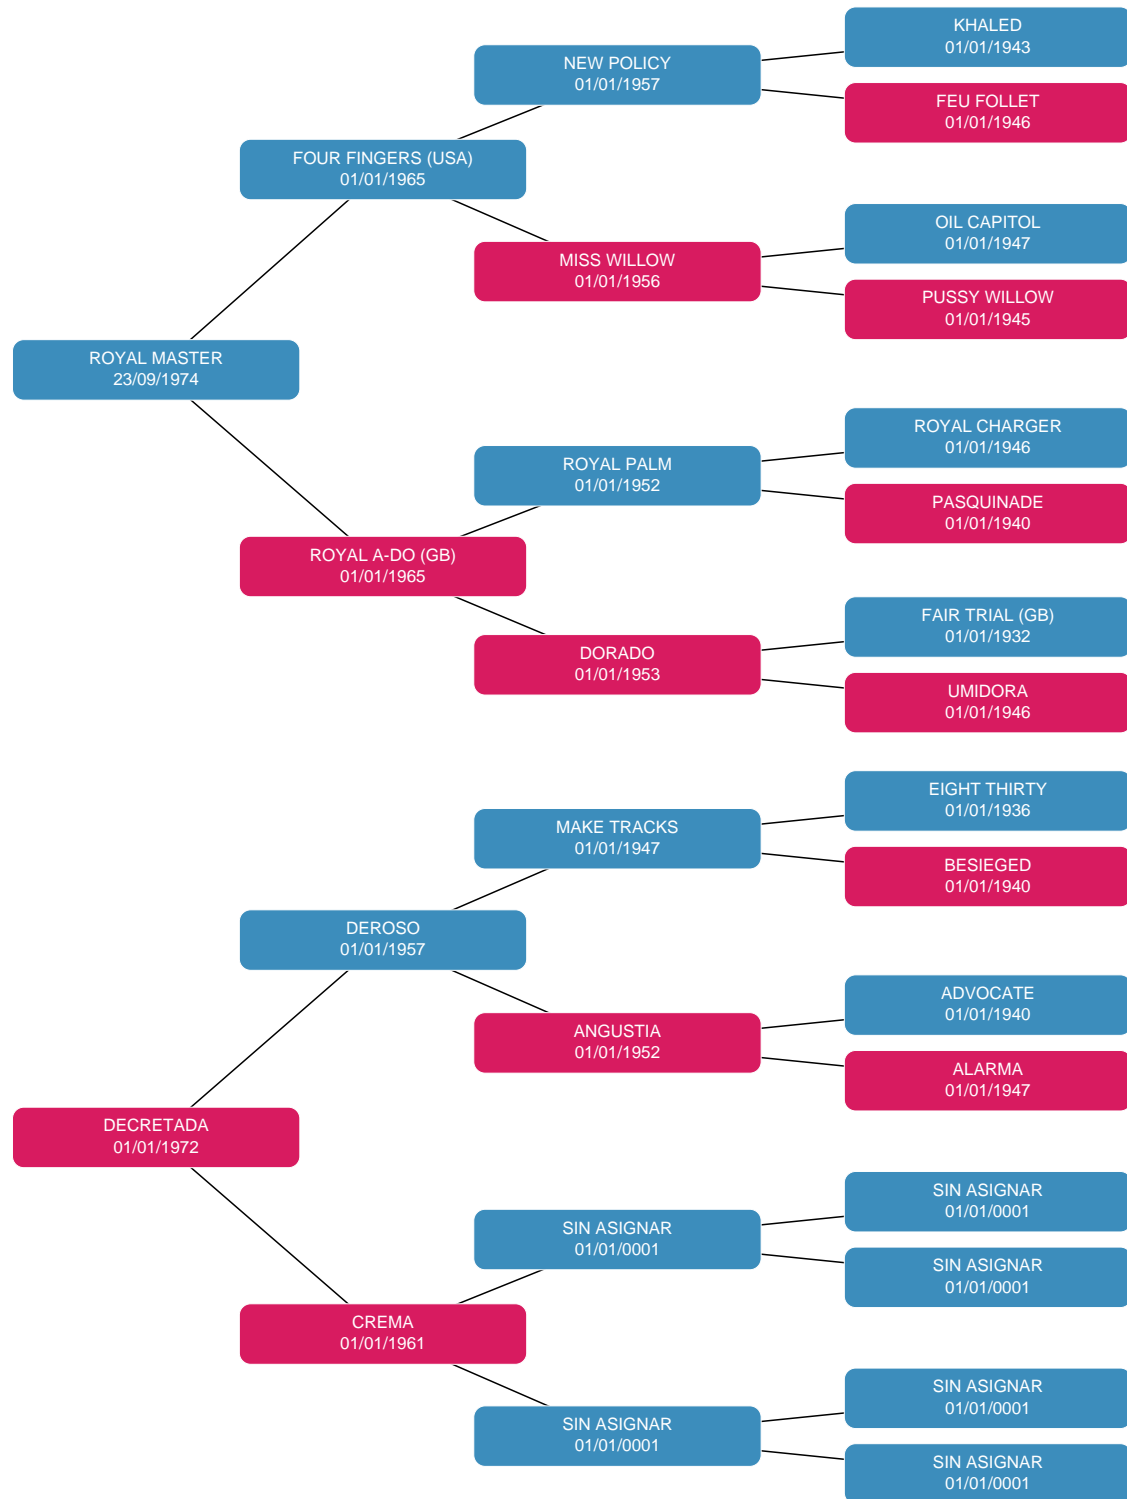 KHALED
01/01/1943
NEW POLICY
01/01/1957
FEU FOLLET
01/01/1946
FOUR FINGERS (USA)
01/01/1965
OIL CAPITOL
01/01/1947
MISS WILLOW
01/01/1956
PUSSY WILLOW
01/01/1945
ROYAL MASTER
23/09/1974
ROYAL CHARGER
01/01/1946
ROYAL PALM
01/01/1952
PASQUINADE
01/01/1940
ROYAL A-DO (GB)
01/01/1965
FAIR TRIAL (GB)
01/01/1932
DORADO
01/01/1953
UMIDORA
01/01/1946
EIGHT THIRTY
01/01/1936
MAKE TRACKS
01/01/1947
BESIEGED
01/01/1940
DEROSO
01/01/1957
ADVOCATE
01/01/1940
ANGUSTIA
01/01/1952
ALARMA
01/01/1947
DECRETADA
01/01/1972
SIN ASIGNAR
01/01/0001
SIN ASIGNAR
01/01/0001
SIN ASIGNAR
01/01/0001
CREMA
01/01/1961
SIN ASIGNAR
01/01/0001
SIN ASIGNAR
01/01/0001
SIN ASIGNAR
01/01/0001